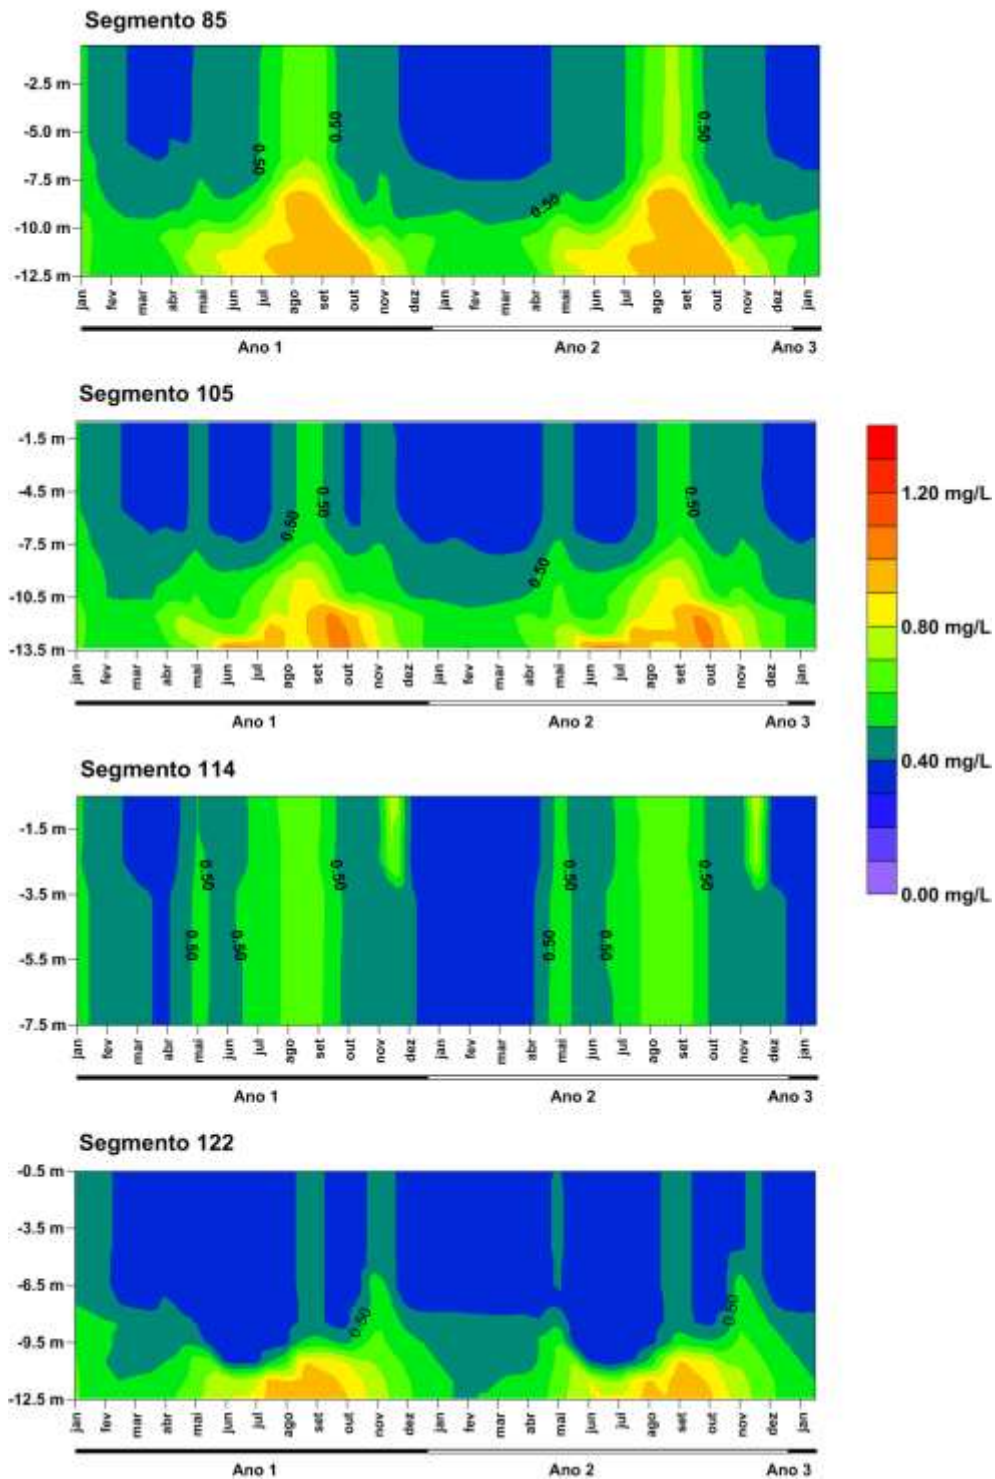 Segmento 85
-2.5 m
-5.0 m
-7.5 m
-10.0 m
-12.5 m
0.50
0.50
0.50
0.50
jan fev mar abr mai jun jul ago set out nov dez jan fev mar abr mai jun jul ago set out nov dez jan
Ano 1 Ano 2 Ano 3
Segmento 105
-1.5 m
-4.5 m
-7.5 m
-10.5 m
-13.5 m
0.50
0.50
0.50
0.50
jan fev mar abr mai jun jul ago set out nov dez jan fev mar abr mai jun jul ago set out nov dez jan
Ano 1 Ano 2 Ano 3
1.20 mg/L
0.80 mg/L
0.40 mg/L
0.00 mg/L
Segmento 114
-1.5 m
-3.5 m
-5.5 m
-7.5 m
0.50
0.50
0.50
0.50
0.50
0.50
0.50
0.50
jan fev mar abr mai jun jul ago set out nov dez jan fev mar abr mai jun jul ago set out nov dez jan
Ano 1 Ano 2 Ano 3
Segmento 122
-0.5 m
-3.5 m
-6.5 m
-9.5 m
-12.5 m
0.50
0.50
jan fev mar abr mai jun jul ago set out nov dez jan fev mar abr mai jun jul ago set out nov dez jan
Ano 1 Ano 2 Ano 3